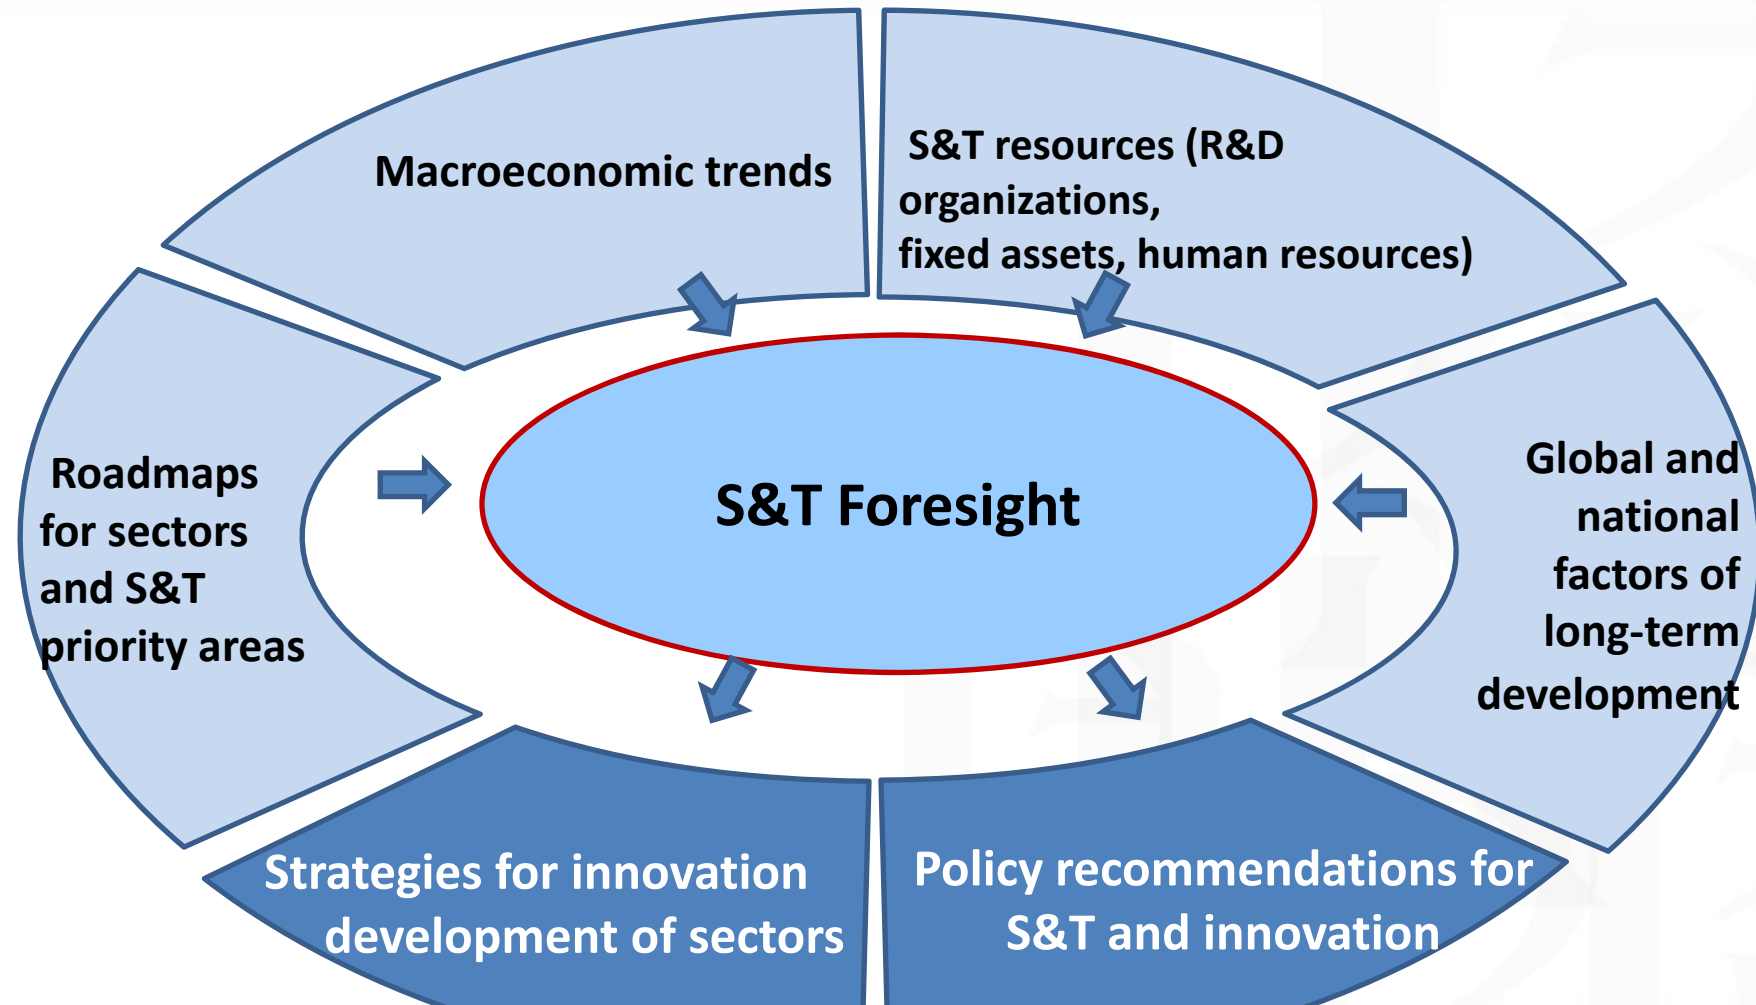 Macroeconomic trends
S&T resources (R&D
organizations,
fixed assets, human resources)
Roadmaps
for sectors
and S&T
priority areas
S&T Foresight
Global and
national
factors of
long-term
development
Strategies for innovation
development of sectors
Policy recommendations for
S&T and innovation